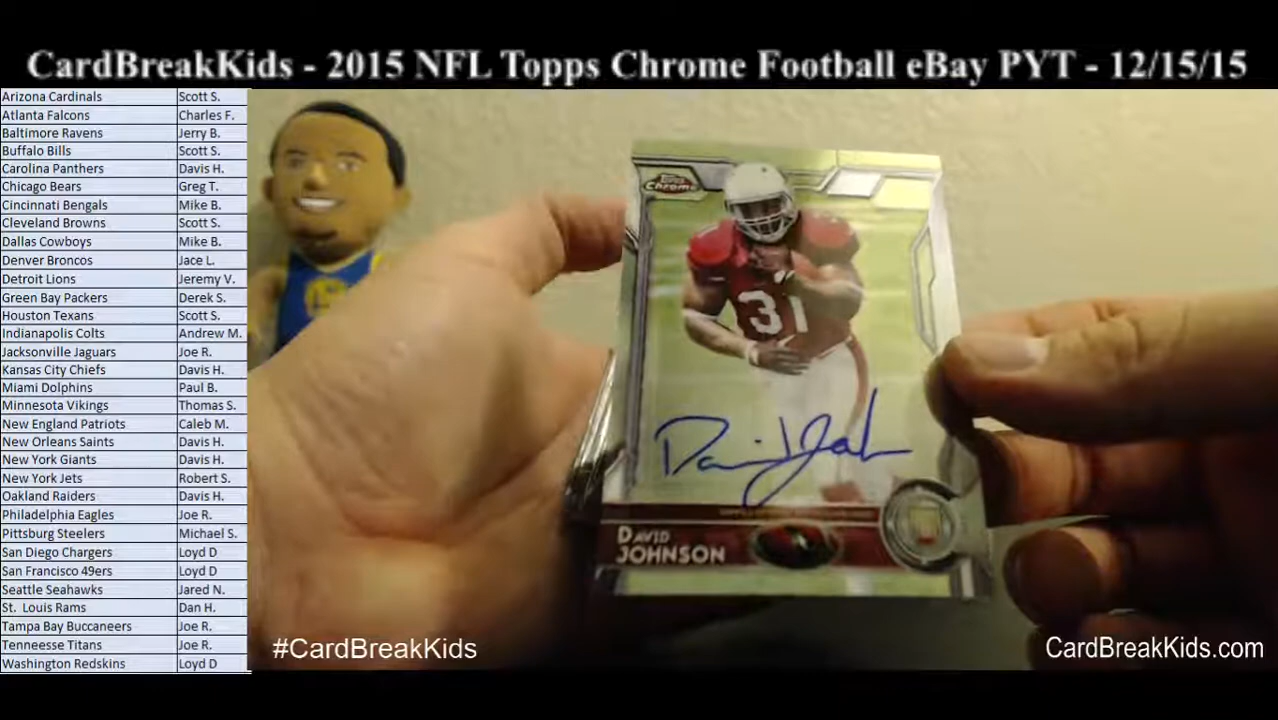 CardBreakKids - 2015 NFL Topps Chrome Football eBay PYT - 12/15/15
Arizona Cardinals Scott S.
Atlanta Falcons Charles F.
Baltimore Ravens Jerry B.
Buffalo Bills Scott S.
Carolina Panthers Davis H.
Chicago Bears Greg T.
Cincinnati Bengals Mike B.
Cleveland Browns Scott S.
Dallas Cowboys Mike B.
Denver Broncos Jace L.
Detroit Lions Jeremy V.
Green Bay Packers Derek S.
Houston Texans Scott S.
Indianapolis Colts Andrew M.
Jacksonville Jaguars Joe R.
Kansas City Chiefs Davis H.
Miami Dolphins Paul B.
Minnesota Vikings Thomas S.
New England Patriots Caleb M.
New Orleans Saints Davis H.
New York Giants Davis H.
New York Jets Robert S.
Oakland Raiders Davis H.
Philadelphia Eagles Joe R.
Pittsburg Steelers Michael S.
San Diego Chargers Loyd D
San Francisco 49ers Loyd D
Seattle Seahawks Jared N.
St. Louis Rams Dan H.
Tampa Bay Buccaneers Joe R.
Tenneesse Titans Joe R.
Washington Redskins Loyd D
Topps
Chrome
31
David Joh
DAVID
JOHNSON
#CardBreakKids
CardBreakKids.com